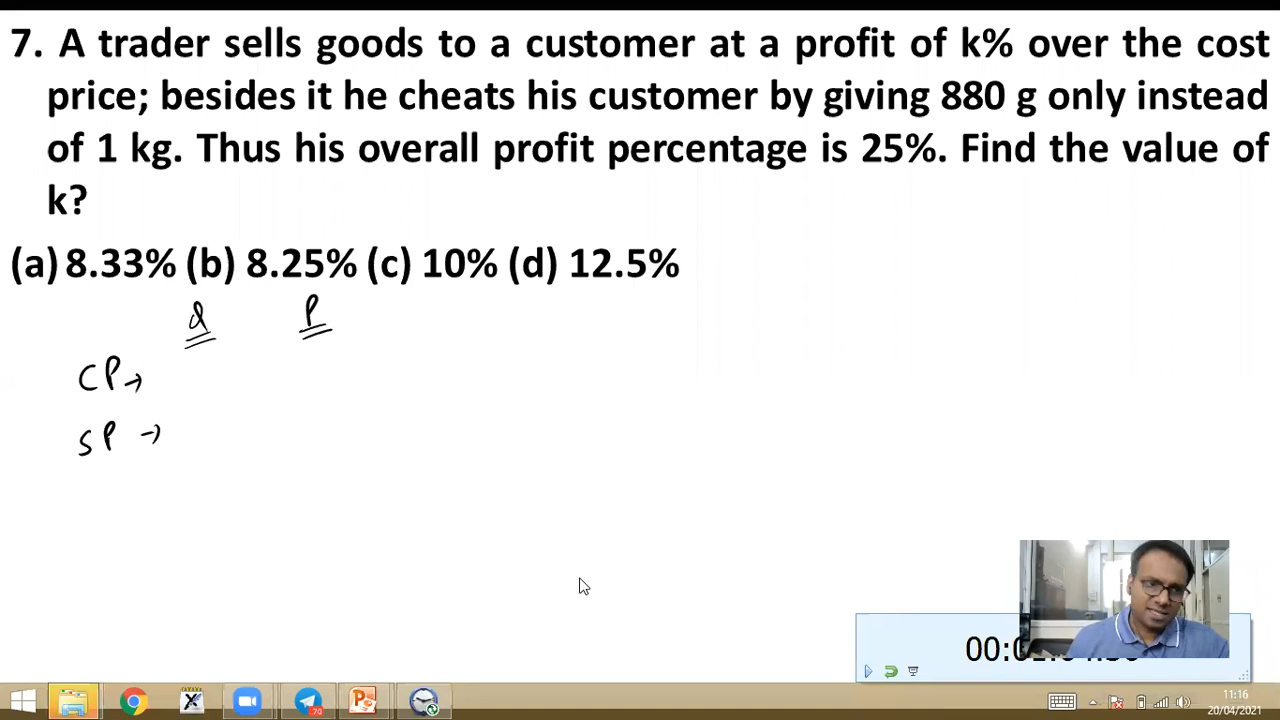 7. A trader sells goods to a customer at a profit of k% over the cost
price; besides it he cheats his customer by giving 880 g only instead
of 1 kg. Thus his overall profit percentage is 25%. Find the value of
k?
(a) 8.33% (b) 8.25% (c) 10% (d) 12.5%
P
CP →
SP →
70
11:16
20/04/2021